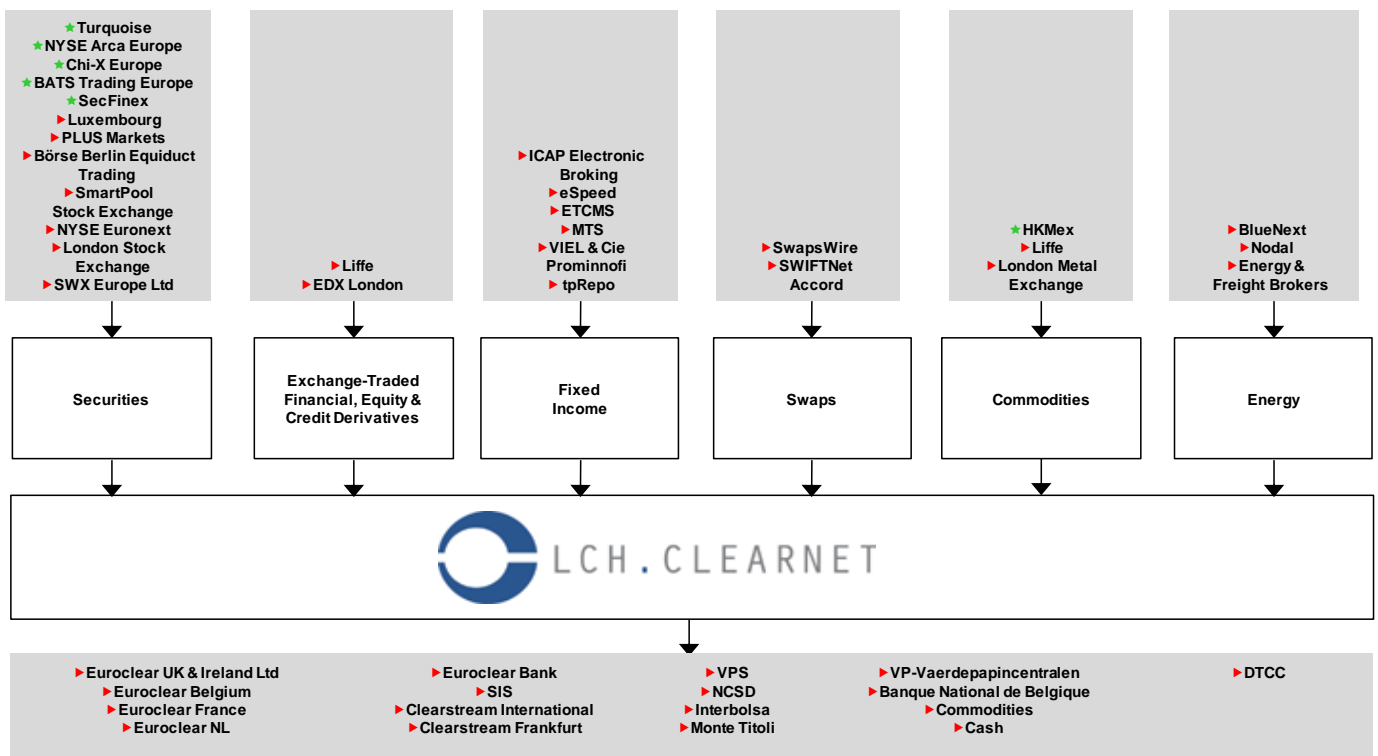 Turquoise
NYSE Arca Europe
Chi-X Europe
BATS Trading Europe
SecFinex
Luxembourg
PLUS Markets
Börse Berlin Equiduct
Trading
SmartPool
Stock Exchange
NYSE Euronext
London Stock
Exchange
SWX Europe Ltd
Liffe
EDX London
ICAP Electronic
Broking
eSpeed
ETCMS
MTS
VIEL & Cie
Prominnofi
tpRepo
SwapsWire
SWIFTNet
Accord
HKMex
Liffe
London Metal
Exchange
BlueNext
Nodal
Energy &
Freight Brokers
Securities
Exchange-Traded
Financial, Equity &
Credit Derivatives
Fixed
Income
Swaps
Commodities
Energy
LCH.CLEARNET
Euroclear UK & Ireland Ltd
Euroclear Belgium
Euroclear France
Euroclear NL
Euroclear Bank
SIS
Clearstream International
Clearstream Frankfurt
VPS
NCSD
Interbolsa
Monte Titoli
VP-Vaerdepapincentralen
Banque National de Belgique
Commodities
Cash
DTCC